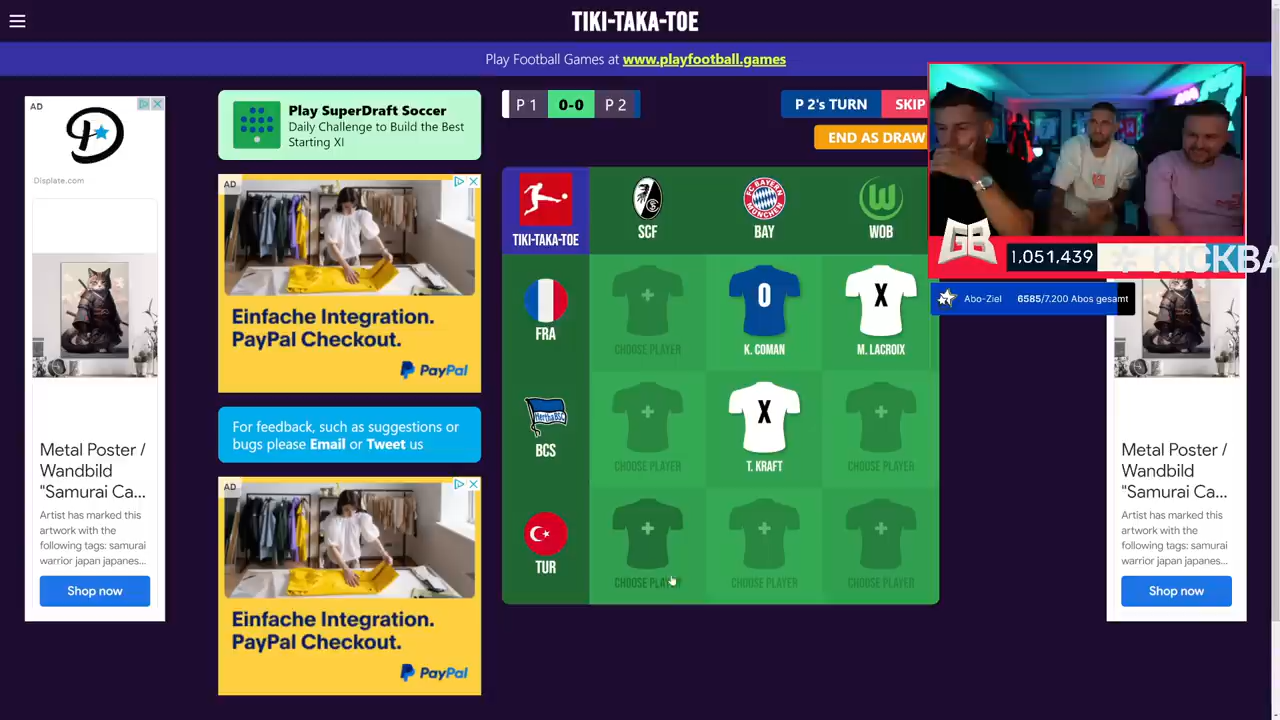 TIKI-TAKA-TOE
Play Football Games at www.playfootball.games
AD
Displate.com
Metal Poster /
Wandbild
"Samurai Ca...
Artist has marked this
artwork with the
following tags: samurai
warrior japan japanes...
Shop now
Play SuperDraft Soccer
Daily Challenge to Build the Best
Starting XI
AD
Einfache Integration.
PayPal Checkout.
PayPal
For feedback, such as suggestions or
bugs please Email or Tweet us
AD
Einfache Integration.
PayPal Checkout.
PayPal
P 1 0-0 P 2
P 2's TURN SKIP
END AS DRAW
TIKI-TAKA-TOE
SCF
BAY
WOB
FRA
CHOOSE PLAYER
O
K. COMAN
X
M. LACROIX
BCS
CHOOSE PLAYER
X
T. KRAFT
CHOOSE PLAYER
TUR
CHOOSE PLAYER
CHOOSE PLAYER
CHOOSE PLAYER
GB
1,051,439
# KICKBA
Abo-Ziel 6585/7.200 Abos gesamt
Metal Poster /
Wandbild
"Samurai Ca...
Artist has marked this
artwork with the
following tags: samurai
warrior japan japanes...
Shop now